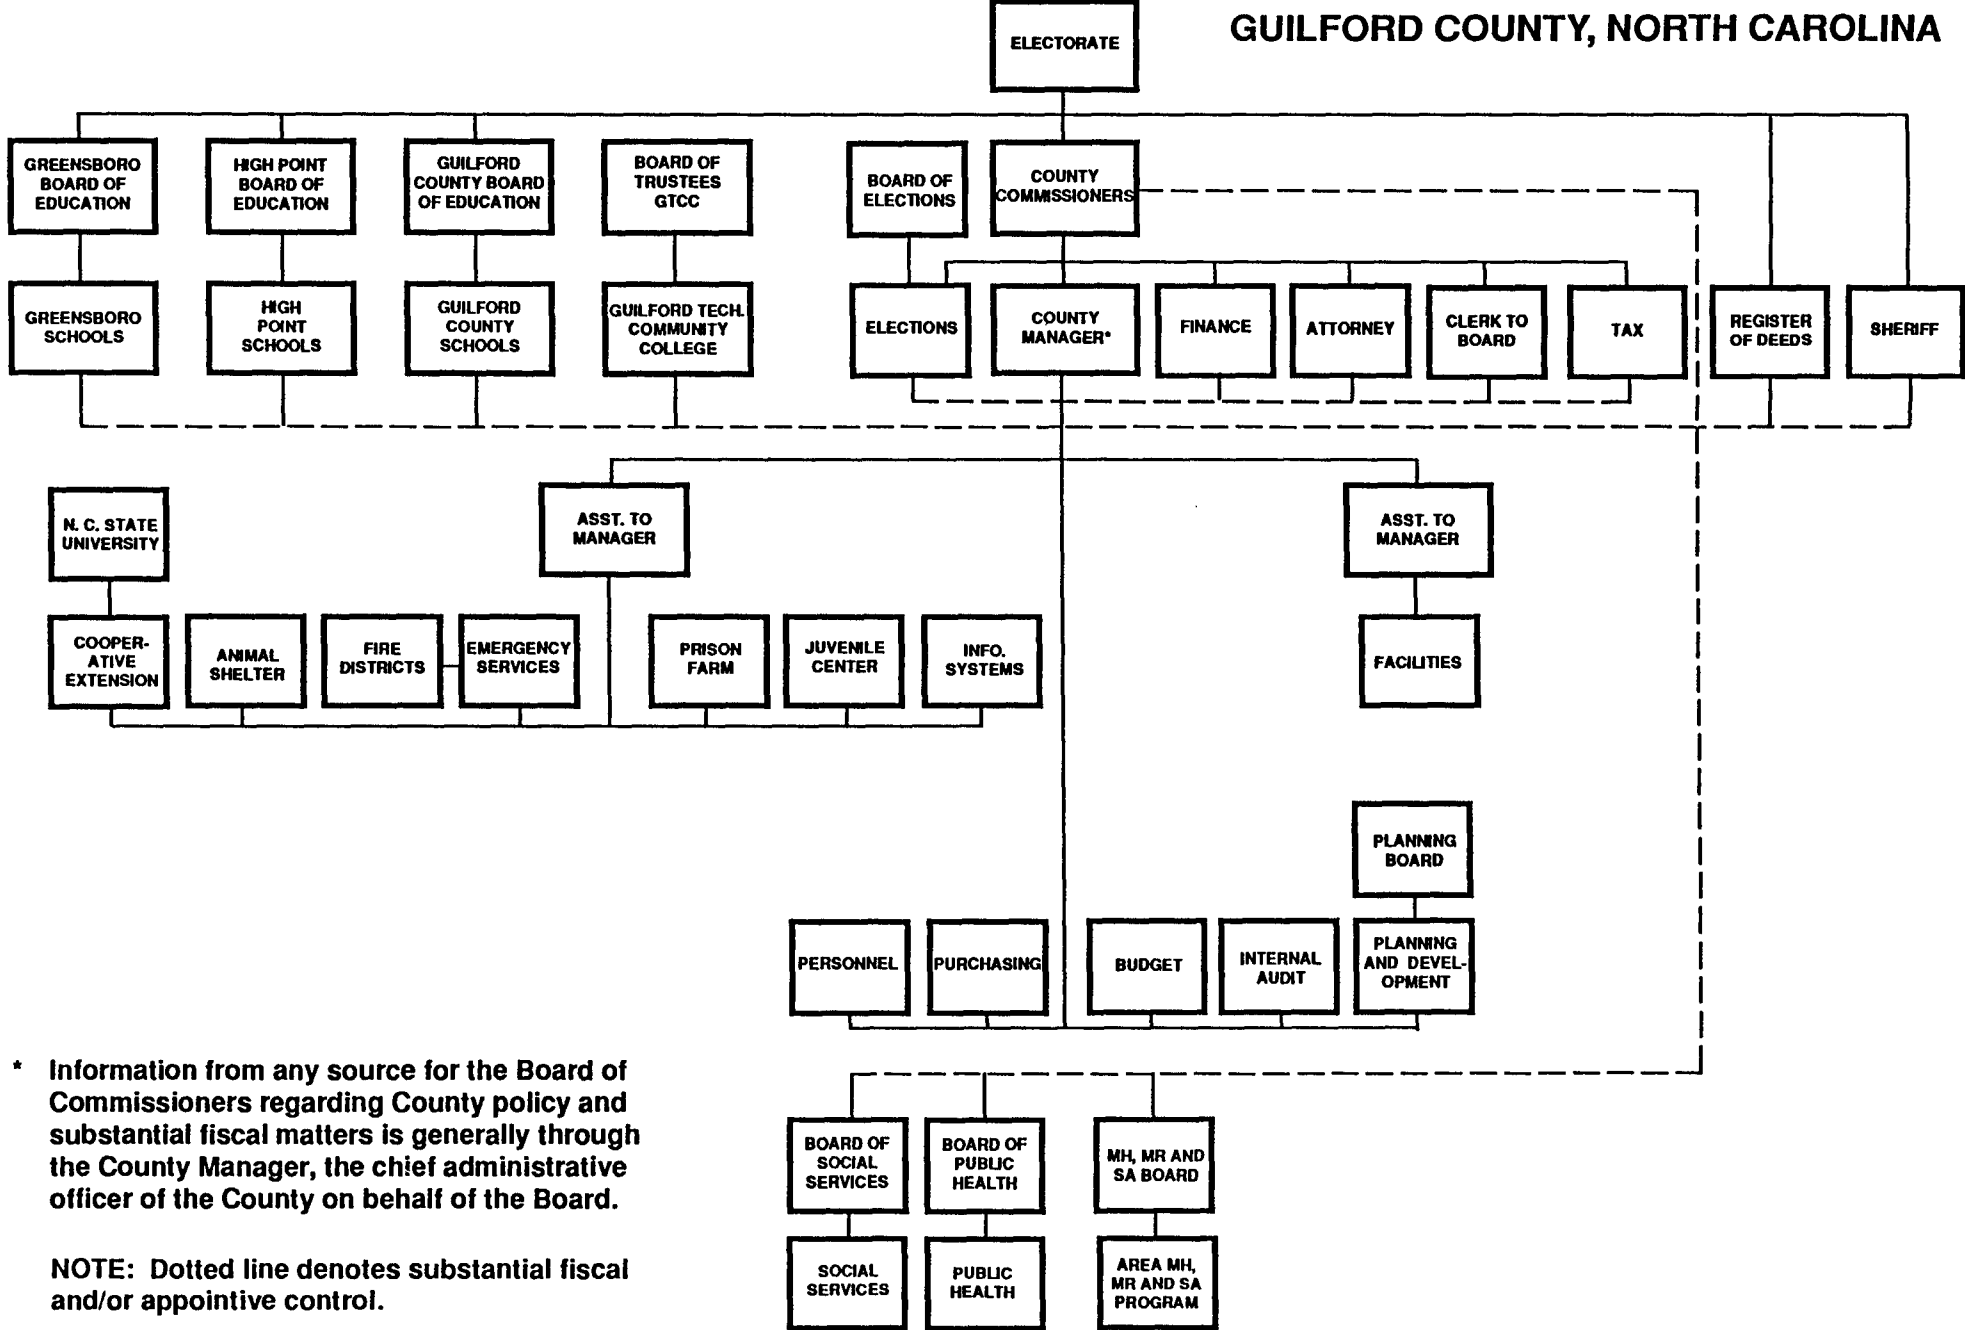 GUILFORD COUNTY, NORTH CAROLINA
ELECTORATE
GREENSBORO
BOARD OF
EDUCATION
HIGH POINT
BOARD OF
EDUCATION
GUILFORD
COUNTY BOARD
OF EDUCATION
BOARD OF
TRUSTEES
GTCC
BOARD OF
ELECTIONS
COUNTY
COMMISSIONERS
GREENSBORO
SCHOOLS
HIGH
POINT
SCHOOLS
GUILFORD
COUNTY
SCHOOLS
GUILFORD TECH.
COMMUNITY
COLLEGE
ELECTIONS
COUNTY
MANAGER*
FINANCE
ATTORNEY
CLERK TO
BOARD
TAX
REGISTER
OF DEEDS
SHERIFF
N. C. STATE
UNIVERSITY
ASST. TO
MANAGER
ASST. TO
MANAGER
COOPER-
ATIVE
EXTENSION
ANIMAL
SHELTER
FIRE
DISTRICTS
EMERGENCY
SERVICES
PRISON
FARM
JUVENILE
CENTER
INFO.
SYSTEMS
FACILITIES
PLANNING
BOARD
PERSONNEL
PURCHASING
BUDGET
INTERNAL
AUDIT
PLANNING
AND DEVEL-
OPMENT
* Information from any source for the Board of
Commissioners regarding County policy and
substantial fiscal matters is generally through
the County Manager, the chief administrative
officer of the County on behalf of the Board.
NOTE: Dotted line denotes substantial fiscal
and/or appointive control.
BOARD OF
SOCIAL
SERVICES
BOARD OF
PUBLIC
HEALTH
MH, MR AND
SA BOARD
SOCIAL
SERVICES
PUBLIC
HEALTH
AREA MH,
MR AND SA
PROGRAM